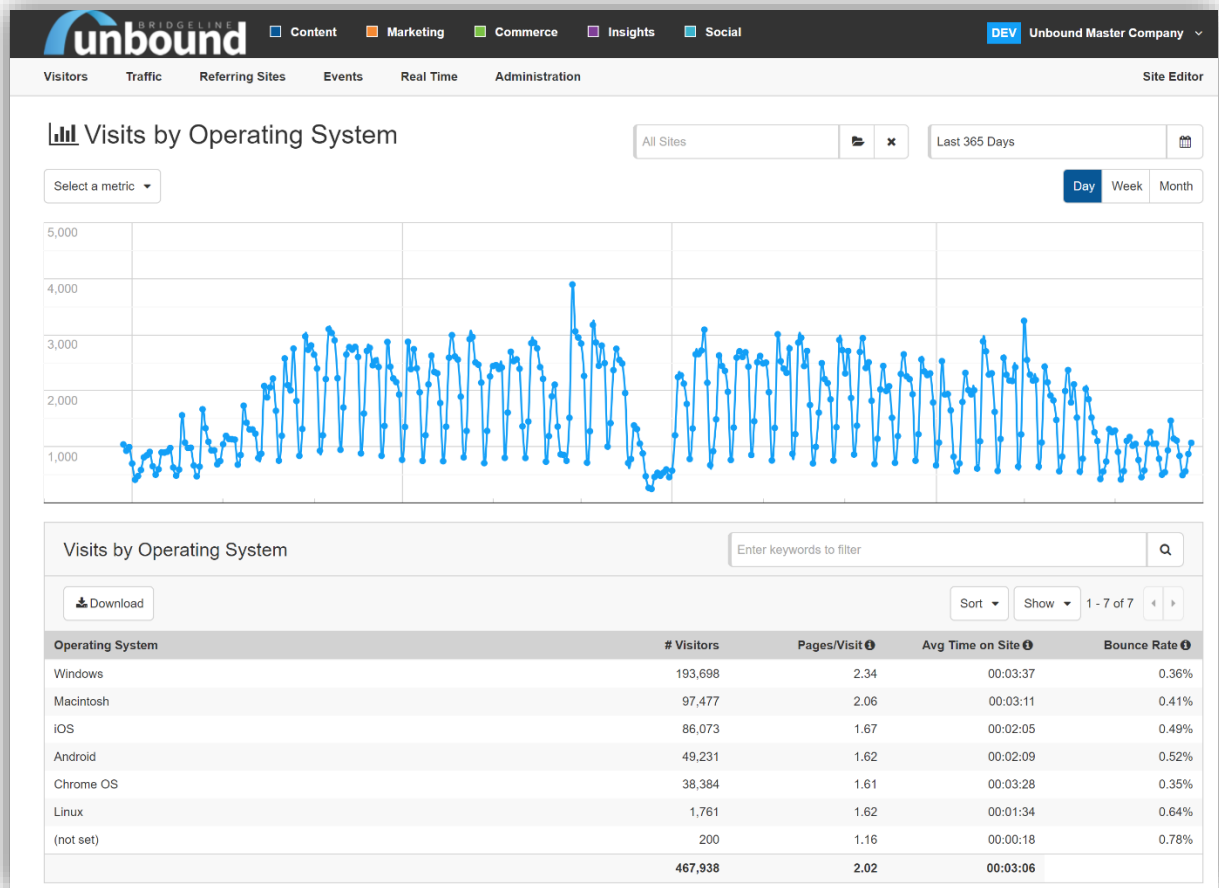 BRIDGELINE
unbound
Content Marketing Commerce Insights Social DEV Unbound Master Company
Visitors Traffic Referring Sites Events Real Time Administration Site Editor
Visits by Operating System All Sites Last 365 Days
Select a metric Day Week Month
5,000
4,000
3,000
2,000
1,000
Visits by Operating System Enter keywords to filter
Download Sort Show 1 - 7 of 7
Operating System # Visitors Pages/Visit Avg Time on Site Bounce Rate
Windows 193,698 2.34 00:03:37 0.36%
Macintosh 97,477 2.06 00:03:11 0.41%
iOS 86,073 1.67 00:02:05 0.49%
Android 49,231 1.62 00:02:09 0.52%
Chrome OS 38,384 1.61 00:03:28 0.35%
Linux 1,761 1.62 00:01:34 0.64%
(not set) 200 1.16 00:00:18 0.78%
467,938 2.02 00:03:06